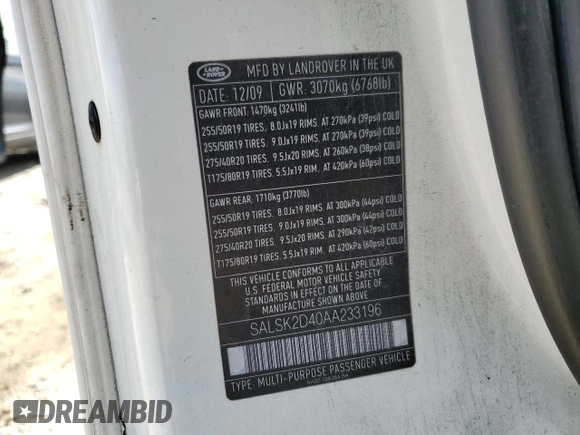 LAND ROVER
MFD BY LANDROVER IN THE UK
DATE: 12/09 GWR: 3070kg (6768lb)
GAWR FRONT: 1470kg (3241lb)
255/50R19 TIRES, 8.0Jx19 RIMS, AT 270kPa (39psi) COLD
255/50R19 TIRES, 9.0Jx19 RIMS, AT 270kPa (39psi) COLD
275/40R20 TIRES, 9.5Jx20 RIMS, AT 260kPa (38psi) COLD
T175/80R19 TIRES, 5.5Jx19 RIM, AT 420kPa (60psi) COLD
GAWR REAR: 1710kg (3770lb)
255/50R19 TIRES, 8.0Jx19 RIMS, AT 300kPa (44psi) COLD
255/50R19 TIRES, 9.0Jx19 RIMS, AT 300kPa (44psi) COLD
275/40R20 TIRES, 9.5Jx20 RIMS, AT 290kPa (42psi) COLD
T175/80R19 TIRES, 5.5Jx19 RIM, AT 420kPa (60psi) COLD
THIS VEHICLE CONFORMS TO ALL APPLICABLE
U.S. FEDERAL MOTOR VEHICLE SAFETY
STANDARDS IN EFFECT ON THE DATE OF
MANUFACTURE SHOWN ABOVE
SALSK2D40AA233196
TYPE: MULTI-PURPOSE PASSENGER VEHICLE
DREAMBID